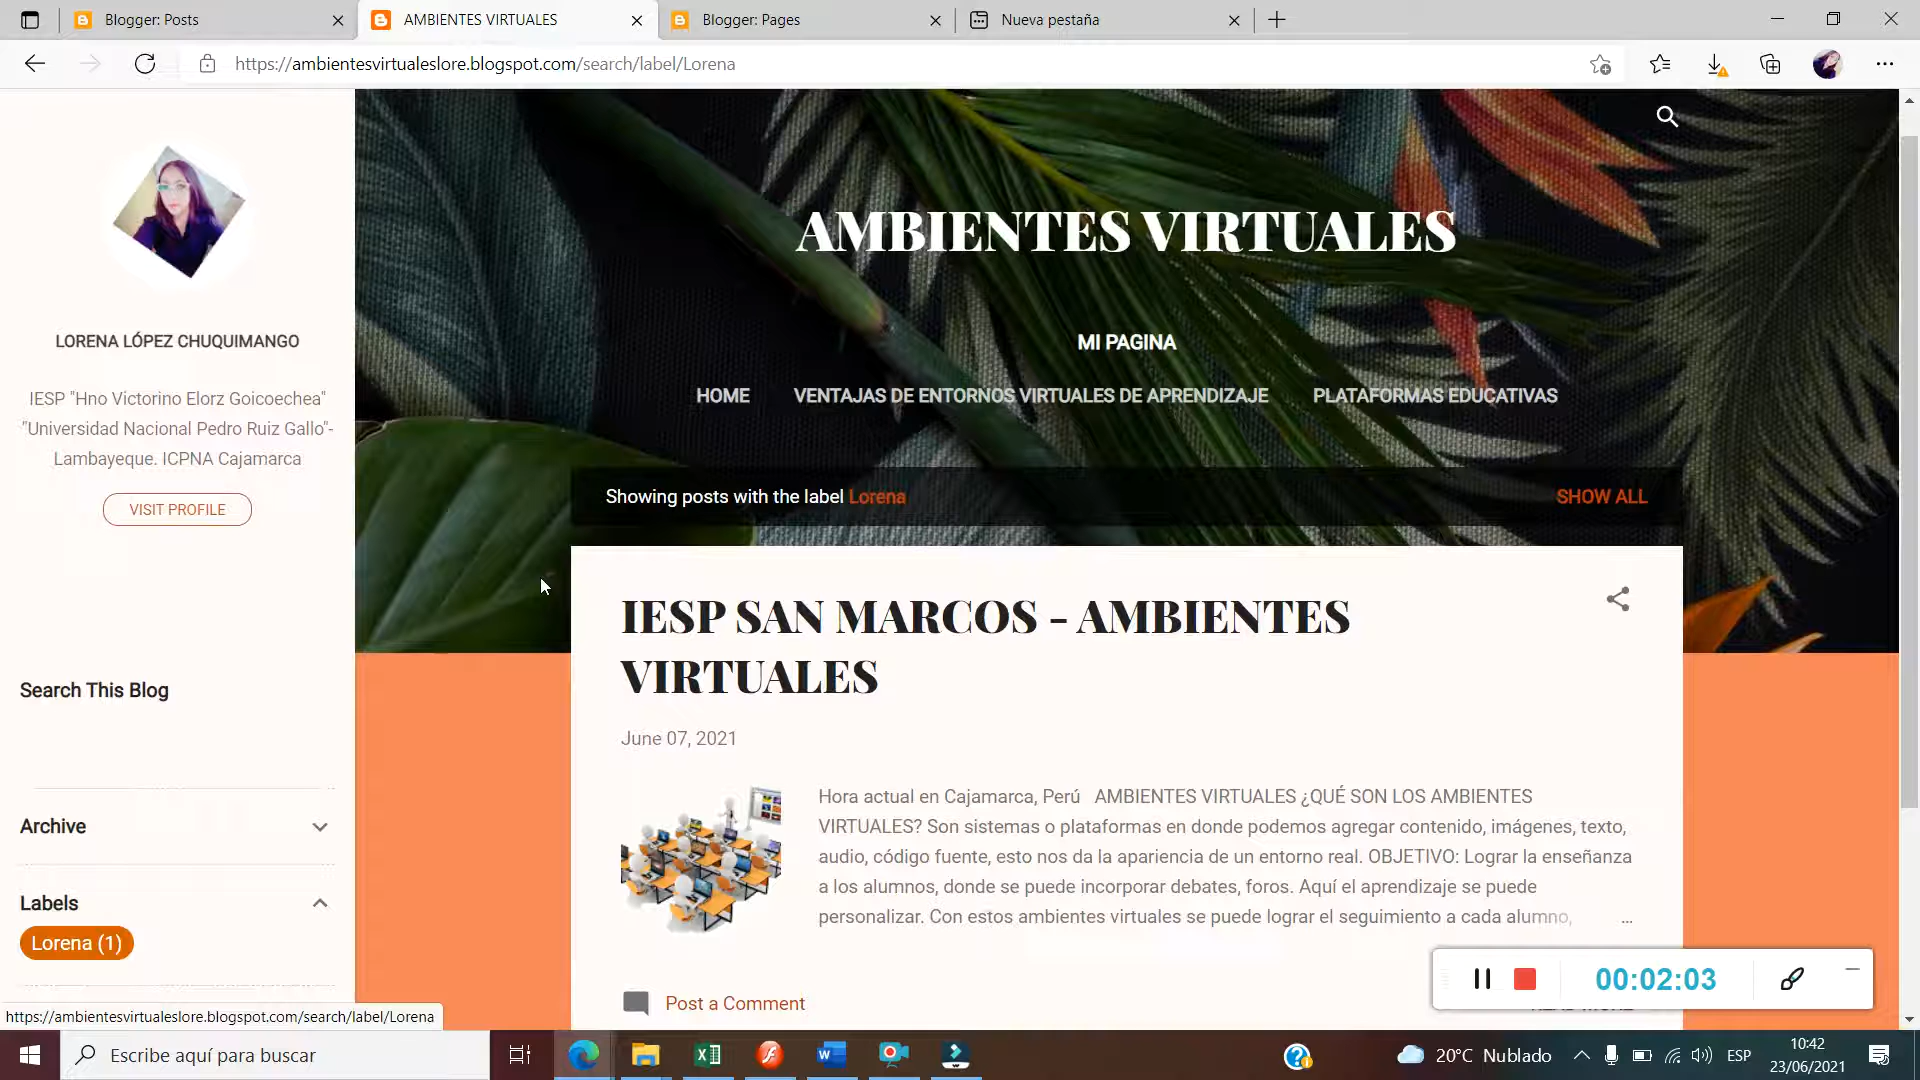 Blogger: Posts
AMBIENTES VIRTUALES
Blogger: Pages
Nueva pestaña
https://ambientesvirtualeslore.blogspot.com/search/label/Lorena
LORENA LÓPEZ CHUQUIMANGO
IESP "Hno Victorino Elorz Goicoechea"
"Universidad Nacional Pedro Ruiz Gallo"-
Lambayeque. ICPNA Cajamarca
VISIT PROFILE
Search This Blog
Archive
Labels
Lorena (1)
AMBIENTES VIRTUALES
MI PAGINA
HOME VENTAJAS DE ENTORNOS VIRTUALES DE APRENDIZAJE PLATAFORMAS EDUCATIVAS
Showing posts with the label Lorena
SHOW ALL
IESP SAN MARCOS - AMBIENTES
VIRTUALES
June 07, 2021
Hora actual en Cajamarca, Perú AMBIENTES VIRTUALES ¿QUÉ SON LOS AMBIENTES
VIRTUALES? Son sistemas o plataformas en donde podemos agregar contenido, imágenes, texto,
audio, código fuente, esto nos da la apariencia de un entorno real. OBJETIVO: Lograr la enseñanza
a los alumnos, donde se puede incorporar debates, foros. Aquí el aprendizaje se puede
personalizar. Con estos ambientes virtuales se puede lograr el seguimiento a cada alumno, ...
Post a Comment
00:02:03
https://ambientesvirtualeslore.blogspot.com/search/label/Lorena
Escribe aquí para buscar
20°C Nublado
ESP
10:42
23/06/2021